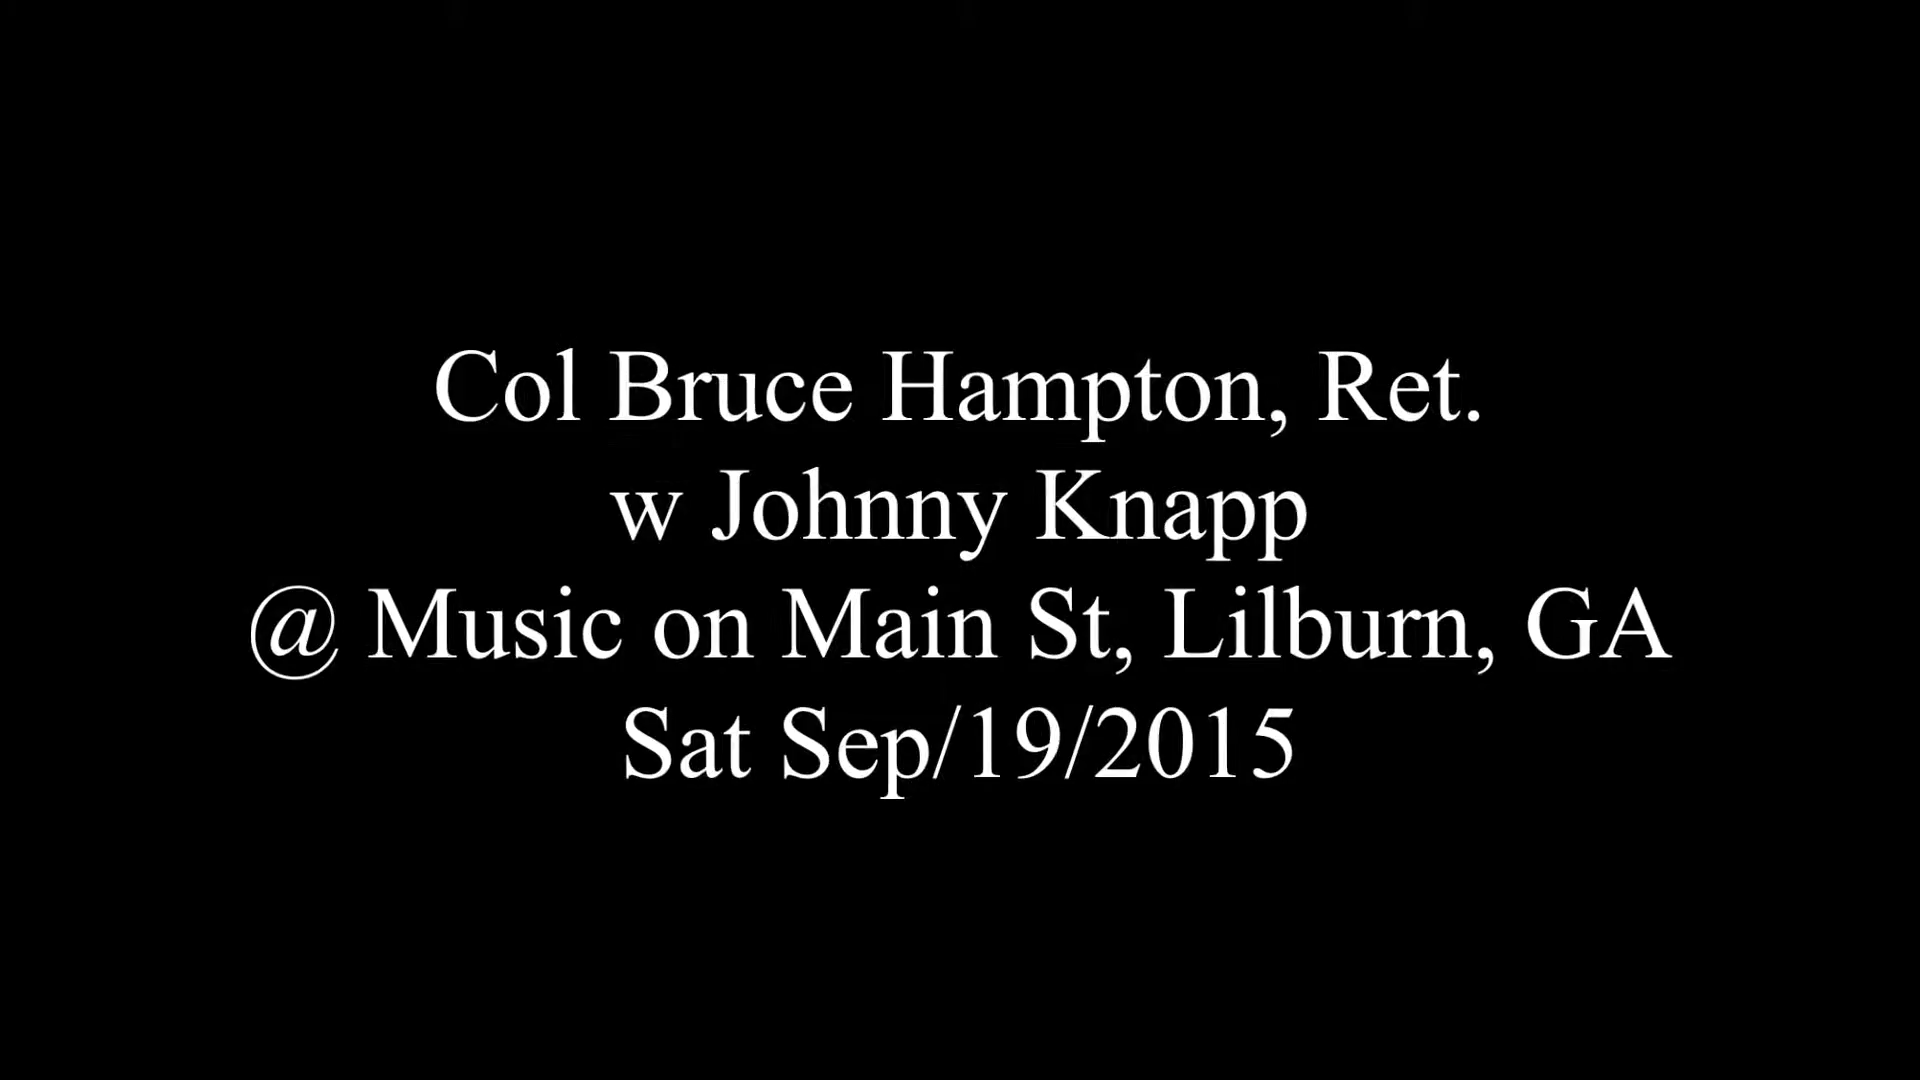 Col Bruce Hampton, Ret.
w Johnny Knapp
@ Music on Main St, Lilburn, GA
Sat Sep/19/2015